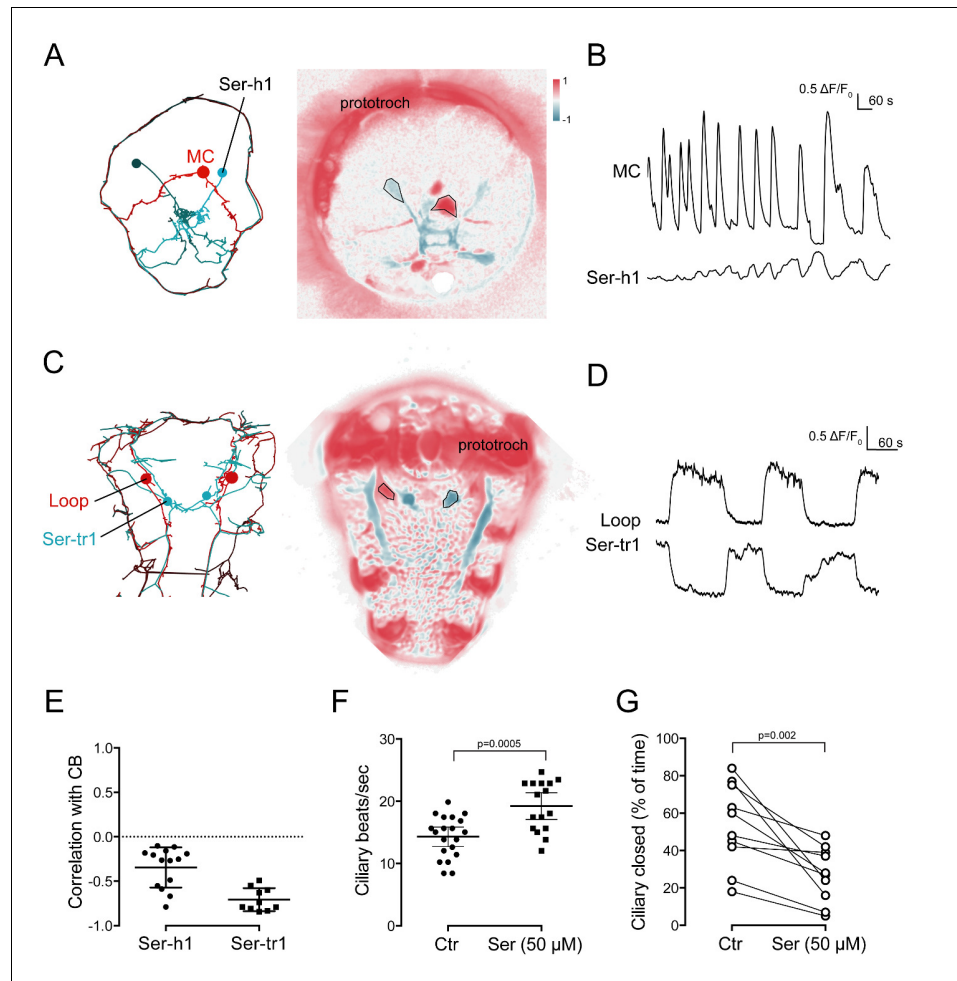 A
Ser-h1
MC
prototroch
1
-1
B
0.5 ΔF/F0
60 s
MC
Ser-h1
C
Loop
Ser-tr1
prototroch
D
0.5 ΔF/F0
60 s
Loop
Ser-tr1
E
Correlation with CB
1.0
0.5
0.0
-0.5
-1.0
Ser-h1 Ser-tr1
F
Ciliary beats/sec
p=0.0005
30
20
10
0
Ctr Ser (50 μM)
G
Ciliary closed (% of time)
p=0.002
100
80
60
40
20
0
Ctr Ser (50 μM)